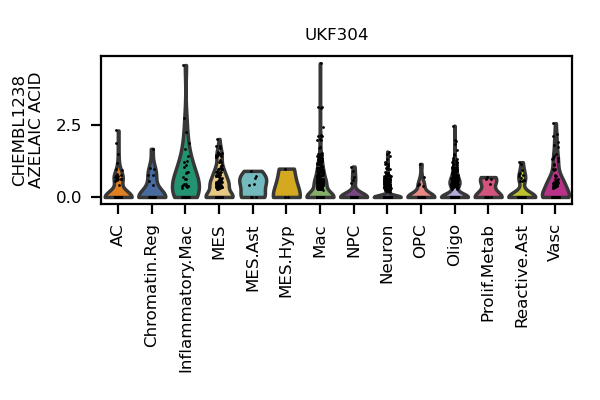 UKF304
CHEMBL1238
AZELAIC ACID
2.5
0.0
AC
Chromatin.Reg
Inflammatory.Mac
MES
MES.Ast
MES.Hyp
Mac
NPC
Neuron
OPC
Oligo
Prolif.Metab
Reactive.Ast
Vasc